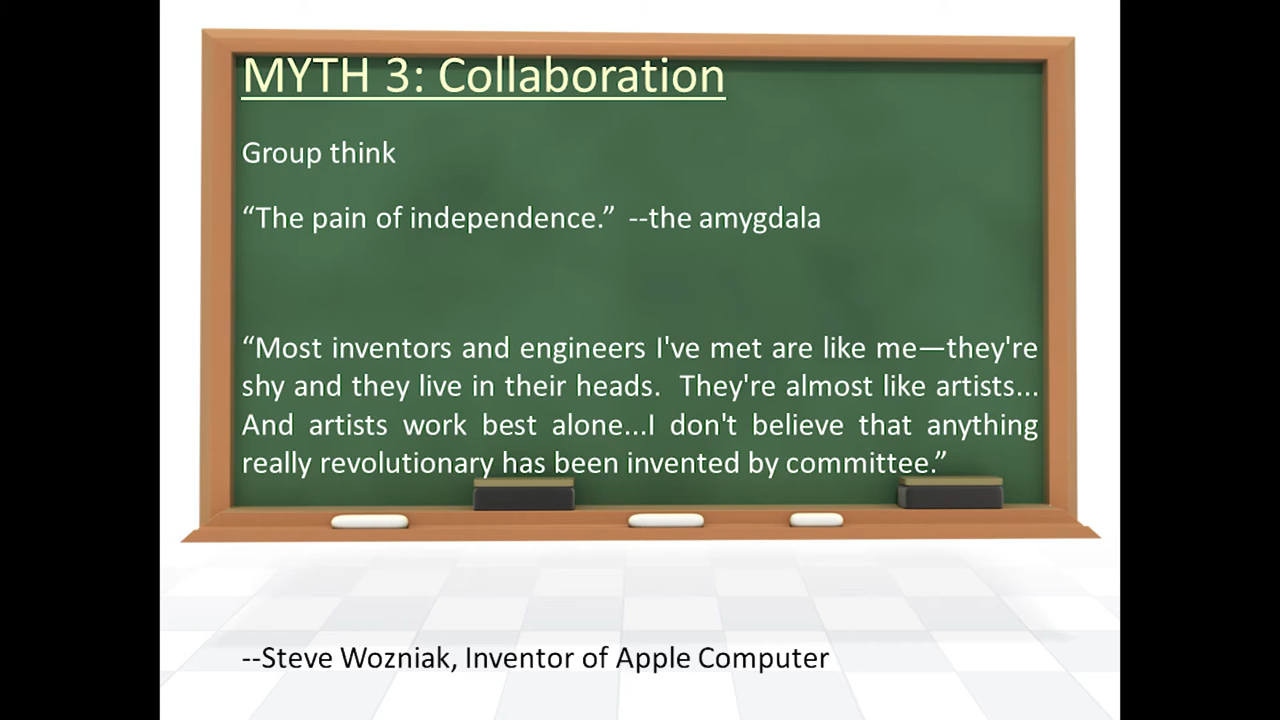 MYTH 3: Collaboration
Group think
“The pain of independence.”  --the amygdala
“Most inventors and engineers I've met are like me—they're
shy and they live in their heads.  They're almost like artists...
And artists work best alone...I don't believe that anything
really revolutionary has been invented by committee.”
--Steve Wozniak, Inventor of Apple Computer